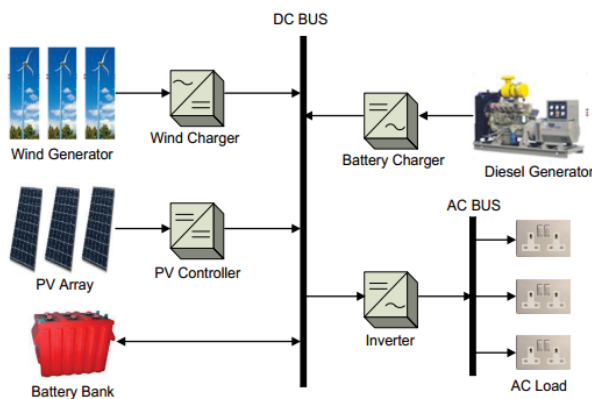 DC BUS
Wind Generator
Wind Charger
Battery Charger
Diesel Generator
AC BUS
PV Array
PV Controller
Inverter
Battery Bank
AC Load